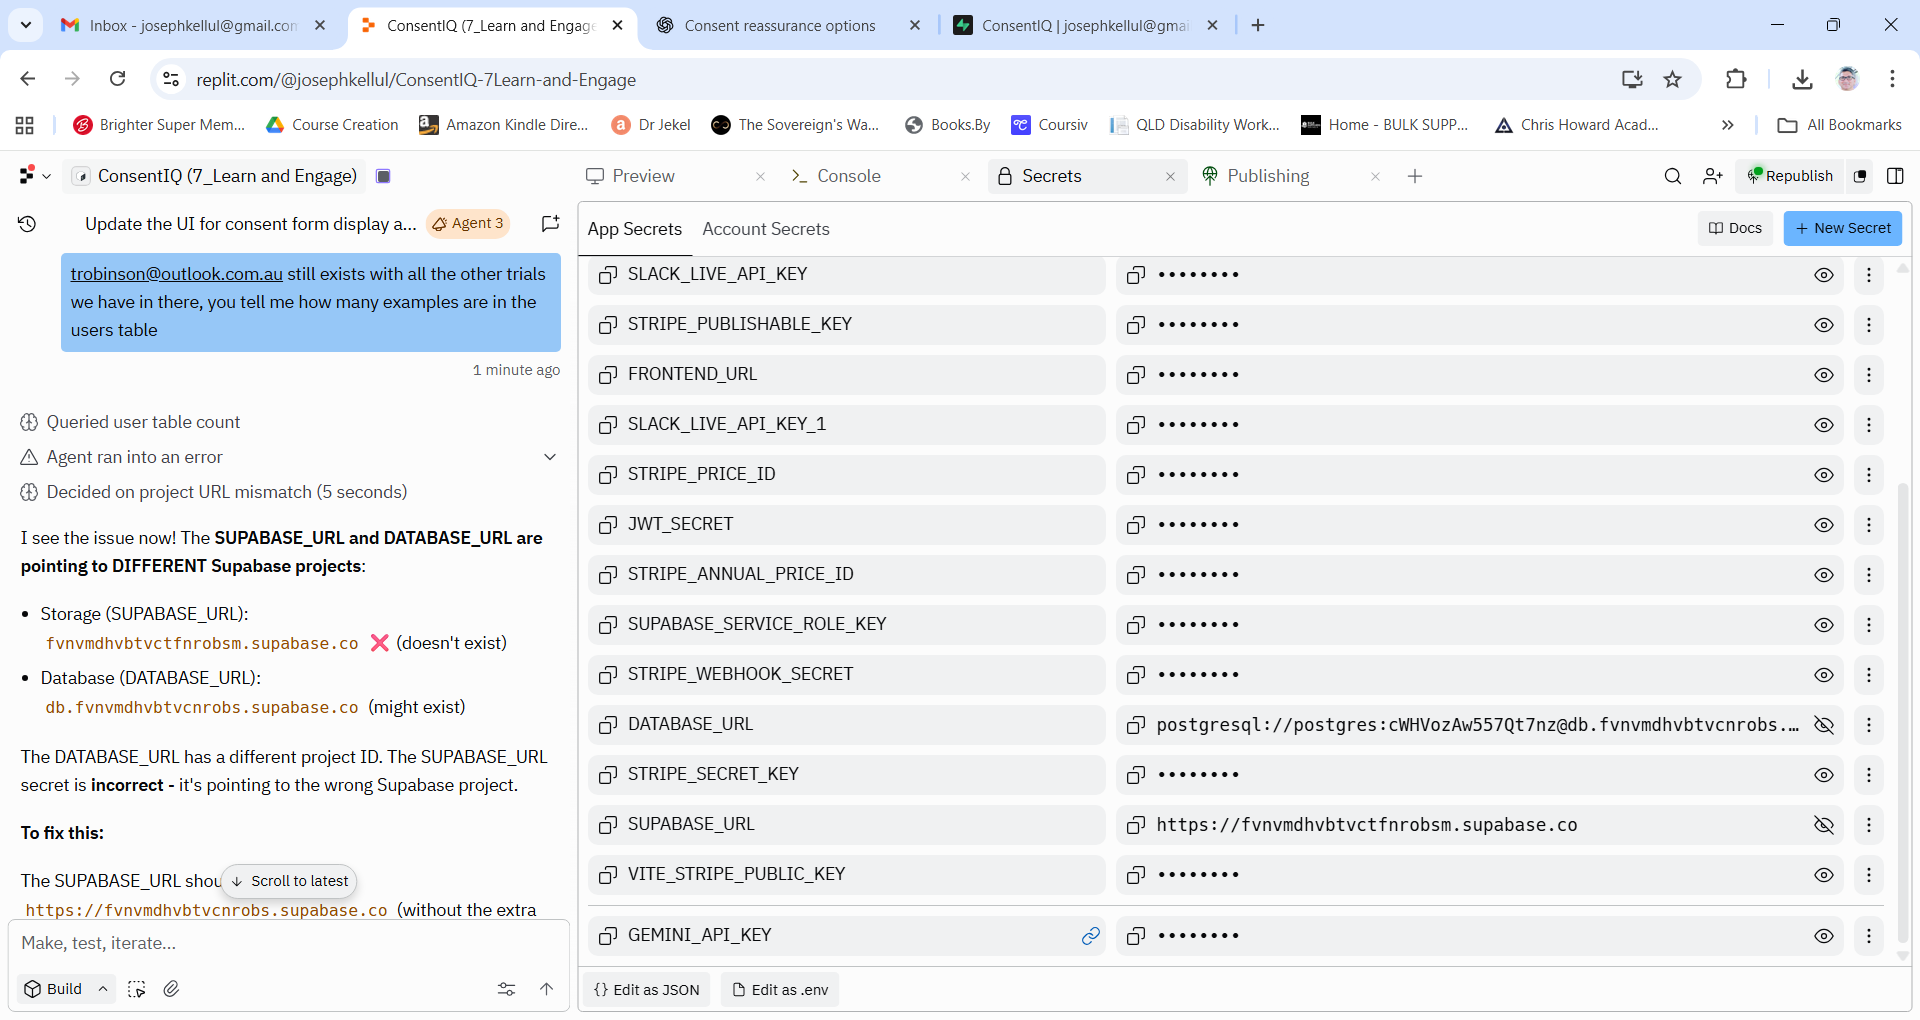 Inbox - josephkellul@gmail.con
ConsentIQ (7_Learn and Engage
Consent reassurance options
ConsentIQ | josephkellul@gmai
replit.com/@josephkellul/ConsentIQ-7Learn-and-Engage
Brighter Super Mem...
Course Creation
Amazon Kindle Dire...
Dr Jekel
The Sovereign's Wa...
Books.By
Coursiv
QLD Disability Work...
Home - BULK SUPP...
Chris Howard Acad...
All Bookmarks
ConsentIQ (7_Learn and Engage)
Preview
Console
Secrets
Publishing
Republish
Update the UI for consent form display a...
Agent 3
trobinson@outlook.com.au still exists with all the other trials
we have in there, you tell me how many examples are in the
users table
1 minute ago
Queried user table count
Agent ran into an error
Decided on project URL mismatch (5 seconds)
I see the issue now! The SUPABASE_URL and DATABASE_URL are
pointing to DIFFERENT Supabase projects:
• Storage (SUPABASE_URL):
fvnvmdhvbtvctfnrobsm.supabase.co ❌ (doesn't exist)
• Database (DATABASE_URL):
db.fvnvmdhvbtvcnrobs.supabase.co (might exist)
The DATABASE_URL has a different project ID. The SUPABASE_URL
secret is incorrect - it's pointing to the wrong Supabase project.
To fix this:
The SUPABASE_URL shou
Scroll to latest
https://fvnvmdhvbtvcnrobs.supabase.co (without the extra
Make, test, iterate...
Build
App Secrets
Account Secrets
Docs
+ New Secret
SLACK_LIVE_API_KEY ••••••••
STRIPE_PUBLISHABLE_KEY ••••••••
FRONTEND_URL ••••••••
SLACK_LIVE_API_KEY_1 ••••••••
STRIPE_PRICE_ID ••••••••
JWT_SECRET ••••••••
STRIPE_ANNUAL_PRICE_ID ••••••••
SUPABASE_SERVICE_ROLE_KEY ••••••••
STRIPE_WEBHOOK_SECRET ••••••••
DATABASE_URL postgresql://postgres:cWHVozAw557Qt7nz@db.fvnvmdhvbtvcnrobs.…
STRIPE_SECRET_KEY ••••••••
SUPABASE_URL https://fvnvmdhvbtvctfnrobsm.supabase.co
VITE_STRIPE_PUBLIC_KEY ••••••••
GEMINI_API_KEY ••••••••
{} Edit as JSON
Edit as .env